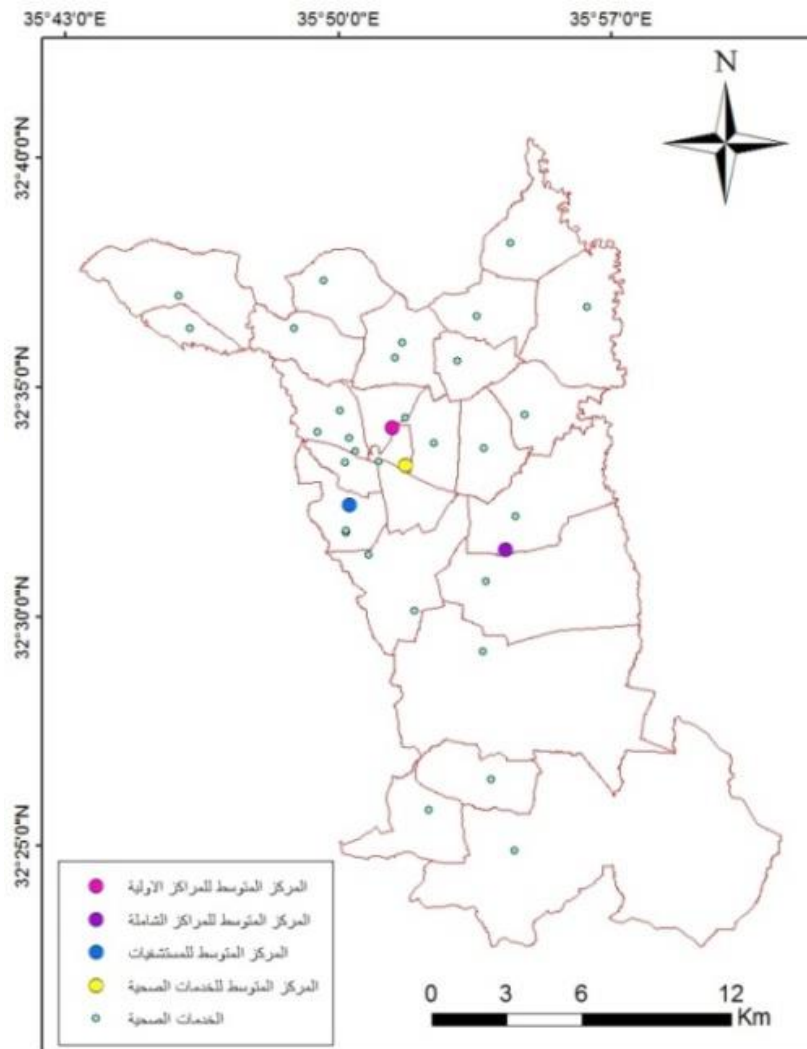 35°43'0"E 35°50'0"E 35°57'0"E
N
32°40'0"N
32°35'0"N
32°30'0"N
32°25'0"N
المركز المتوسط للمراكز الاولية
المركز المتوسط للمراكز الشاملة
المركز المتوسط للمستشفيات
المركز المتوسط للخدمات الصحية
الخدمات الصحية
0 3 6 12
Km